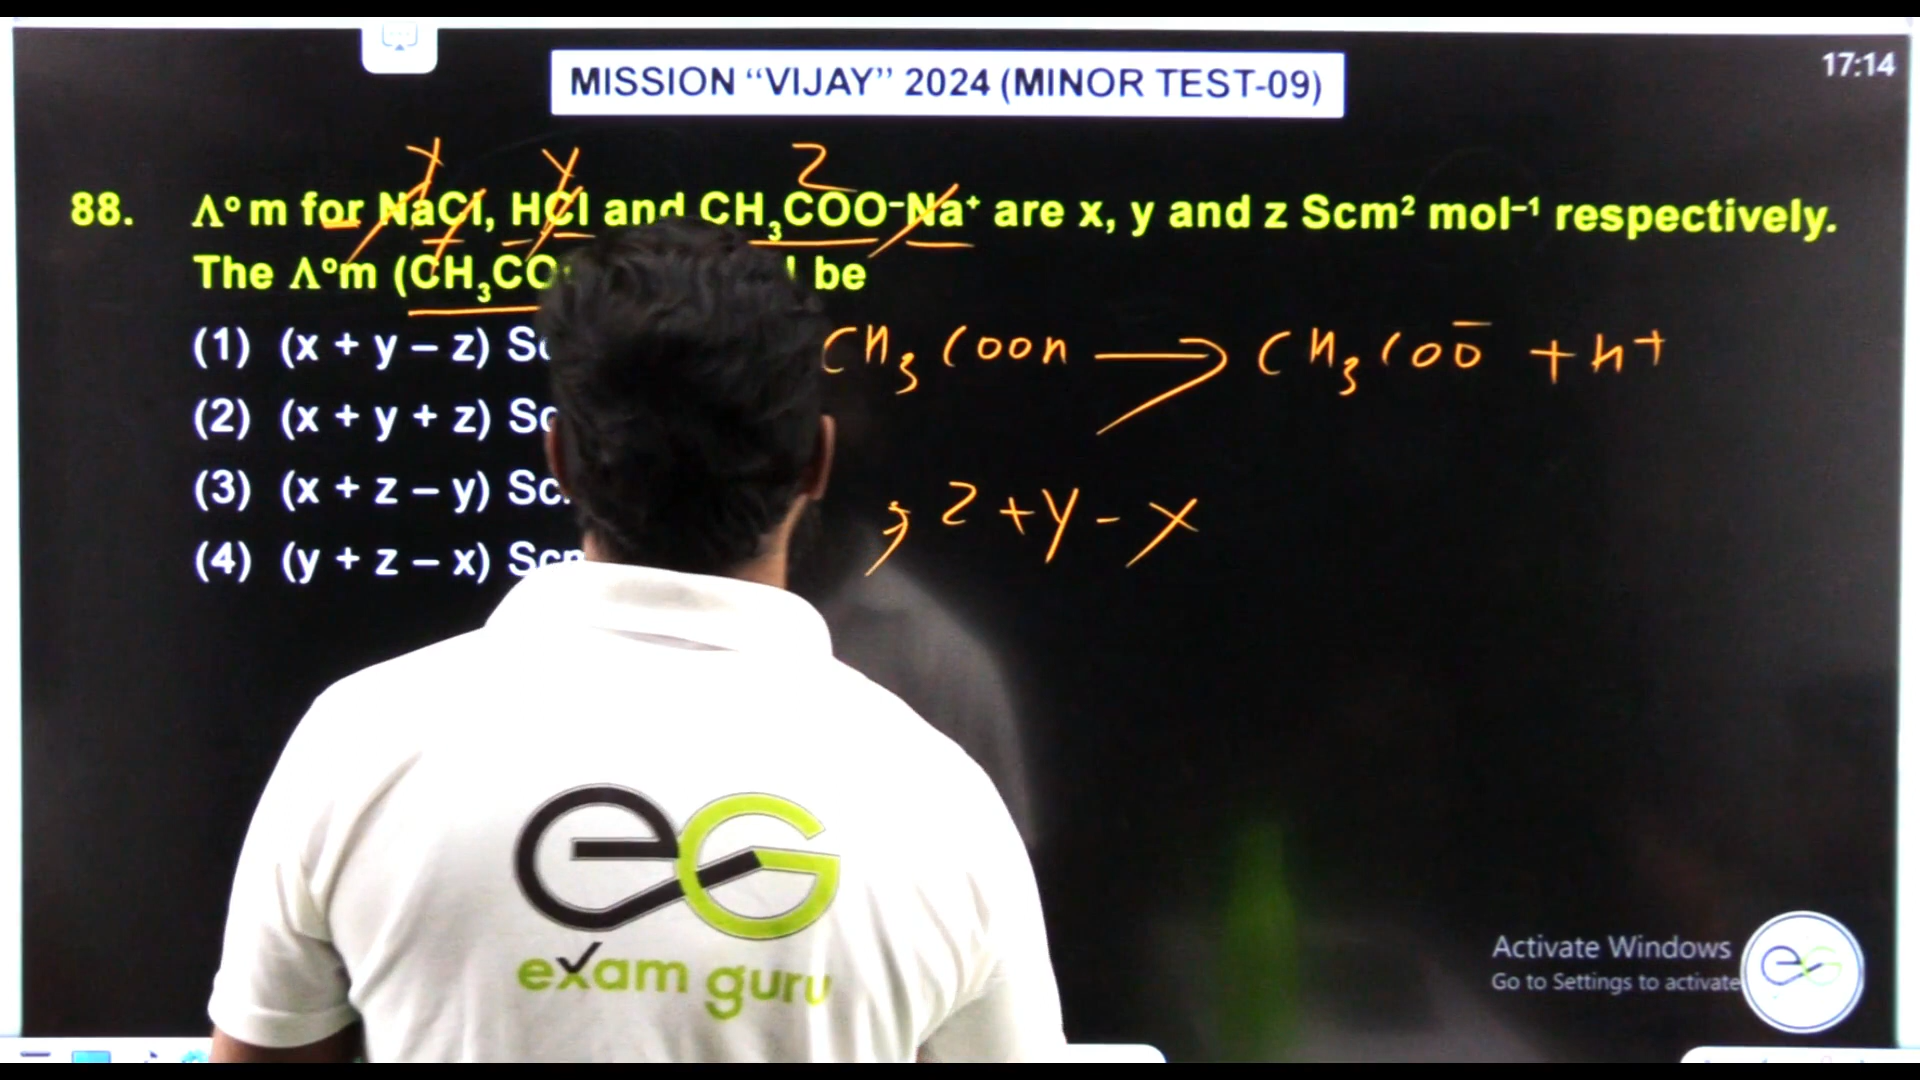 17:14
MISSION “VIJAY” 2024 (MINOR TEST-09)
x y z
88. Λ°m for NaCl, HCl and CH₃COO⁻Na⁺ are x, y and z Scm² mol⁻¹ respectively.
The Λ°m (CH₃CO be
(1) (x + y – z)
(2) (x + y + z)
(3) (x + z – y)
(4) (y + z – x)
CH₃COOH → CH₃COO⁻ + H⁺
z + y - x
eG
exam guru
Activate Windows
Go to Settings to activate
eG